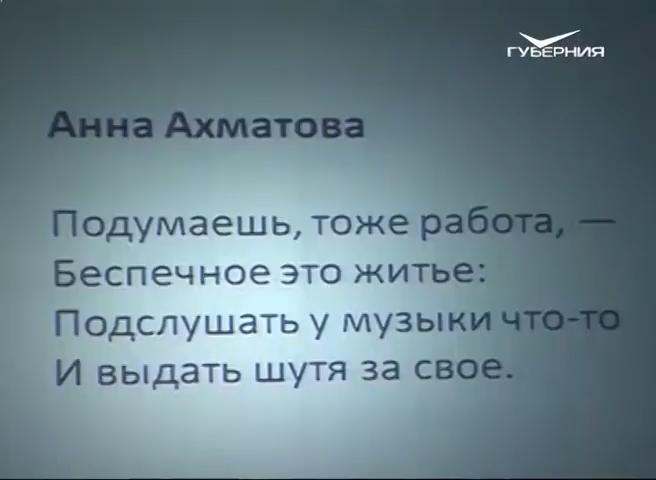 ГУБЕРНИЯ
Анна Ахматова
Подумаешь, тоже работа, —
Беспечное это житье:
Подслушать у музыки что-то
И выдать шутя за свое.